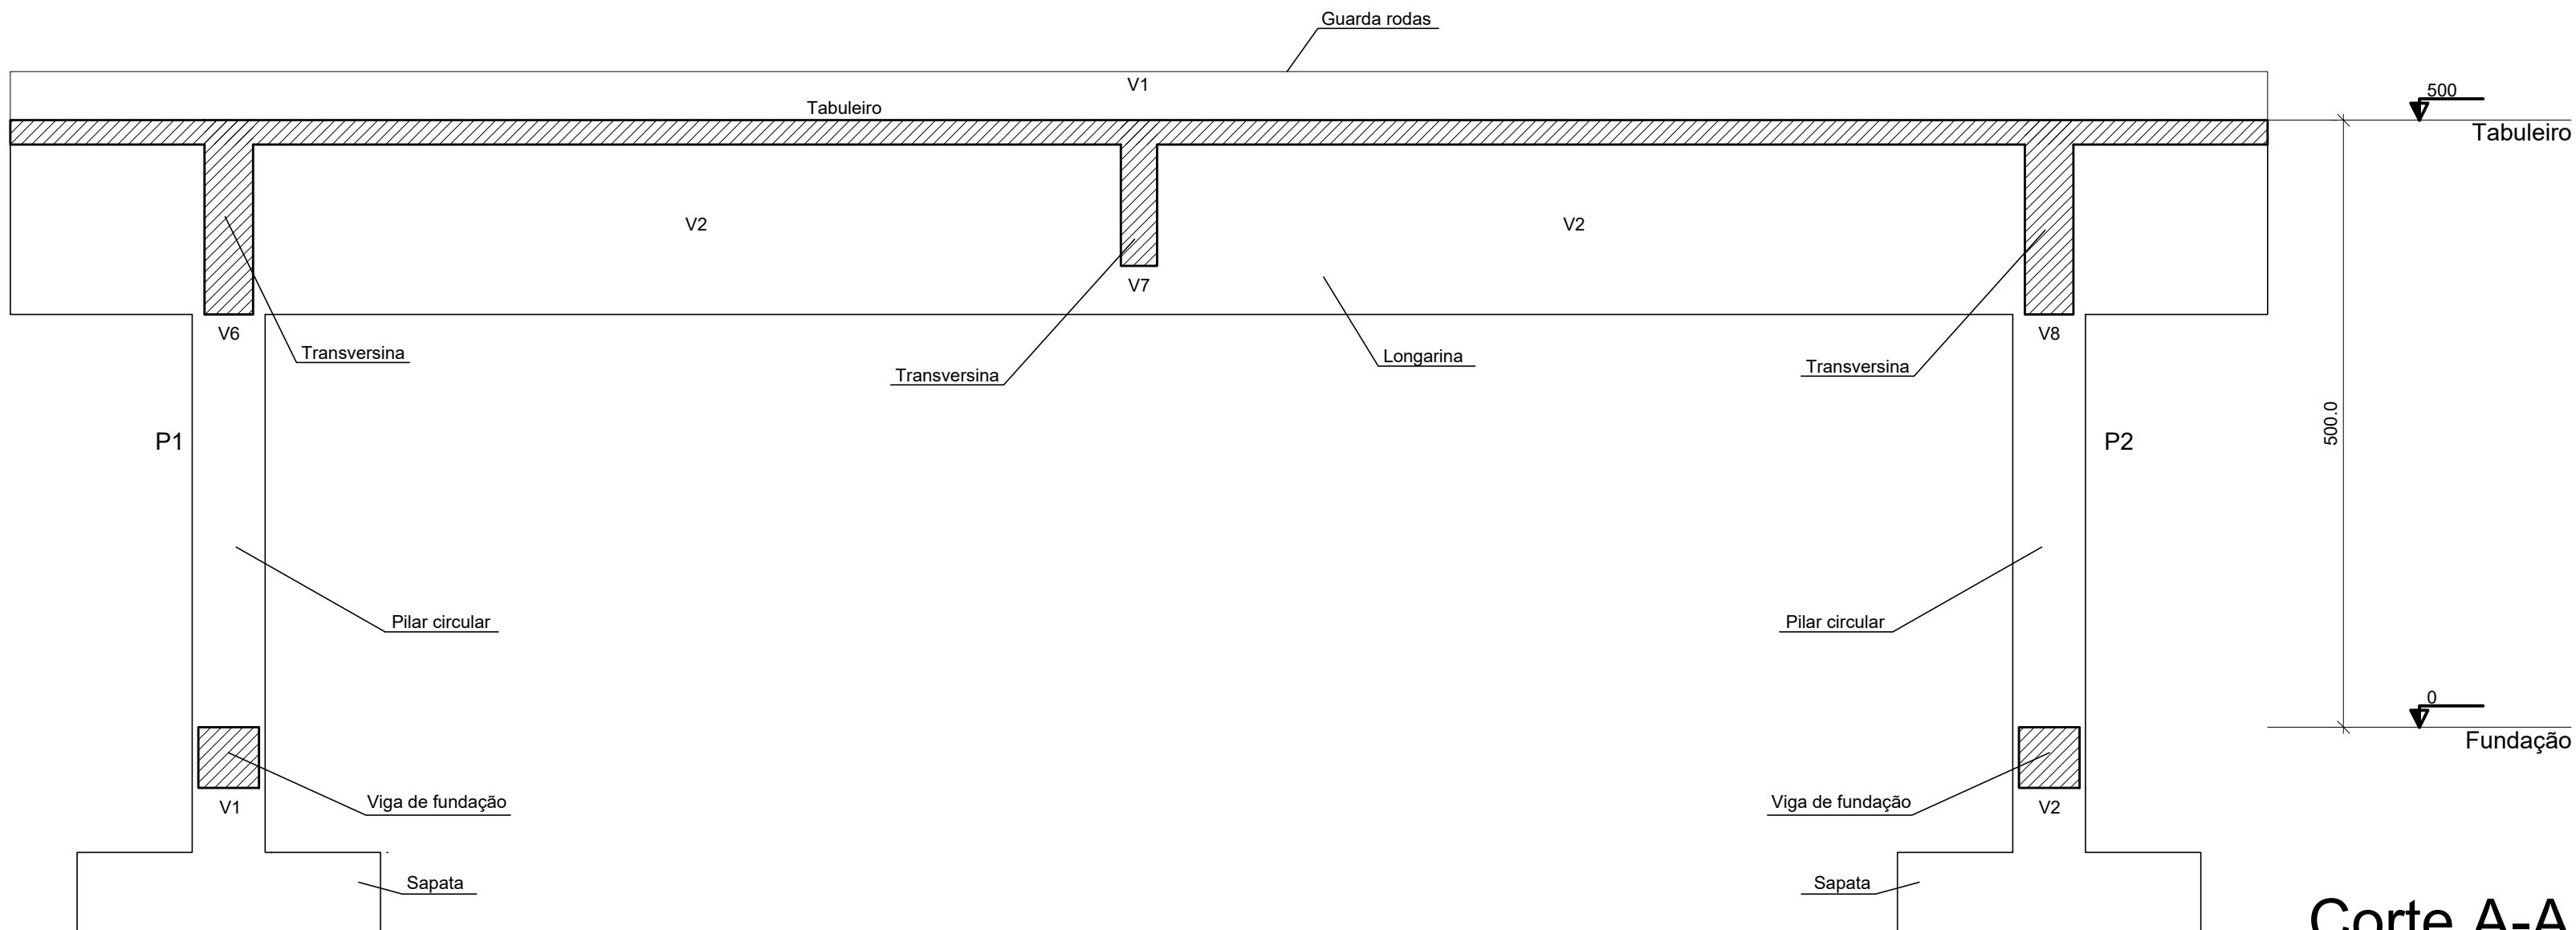 Guarda rodas
V1
500
Tabuleiro
Tabuleiro
V2
V2
V7
V6
V8
Transversina
Longarina
Transversina
Transversina
500.0
P1
P2
Pilar circular
Pilar circular
0
Fundação
Viga de fundação
Viga de fundação
V1
V2
Sapata
Sapata
Corte A-A